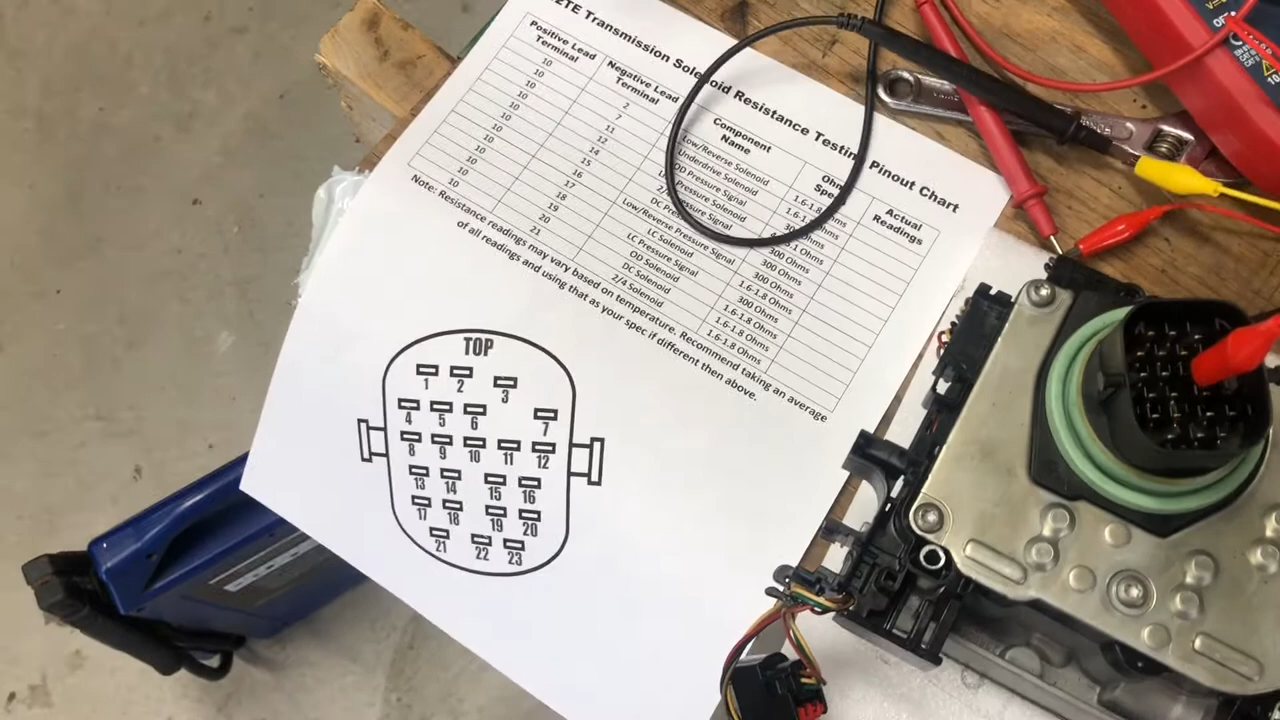 2TE Transmission Solenoid Resistance Testing Pinout Chart
Positive Lead Terminal
Negative Lead Terminal
Component Name
Actual Readings
10 2 Low/Reverse Solenoid 1.6-1.8 Ohms
10 7 Underdrive Solenoid
10 11 OD Pressure Signal
10 12 Pressure Solenoid
10 14 Pressure Signal 300 Ohms
10 15 DC Pressure Signal 300 Ohms
10 16 Low/Reverse Pressure Signal 300 Ohms
10 17 LC Solenoid 1.6-1.8 Ohms
10 18 LC Pressure Signal 300 Ohms
10 19 OD Solenoid 1.6-1.8 Ohms
10 20 DC Solenoid 1.6-1.8 Ohms
10 21 2/4 Solenoid 1.6-1.8 Ohms
Note: Resistance readings may vary based on temperature. Recommend taking an average
of all readings and using that as your spec if different then above.
TOP
1 2 3
4 5 6 7
8 9 10 11 12
13 14 15 16
17 18 19 20
21 22 23